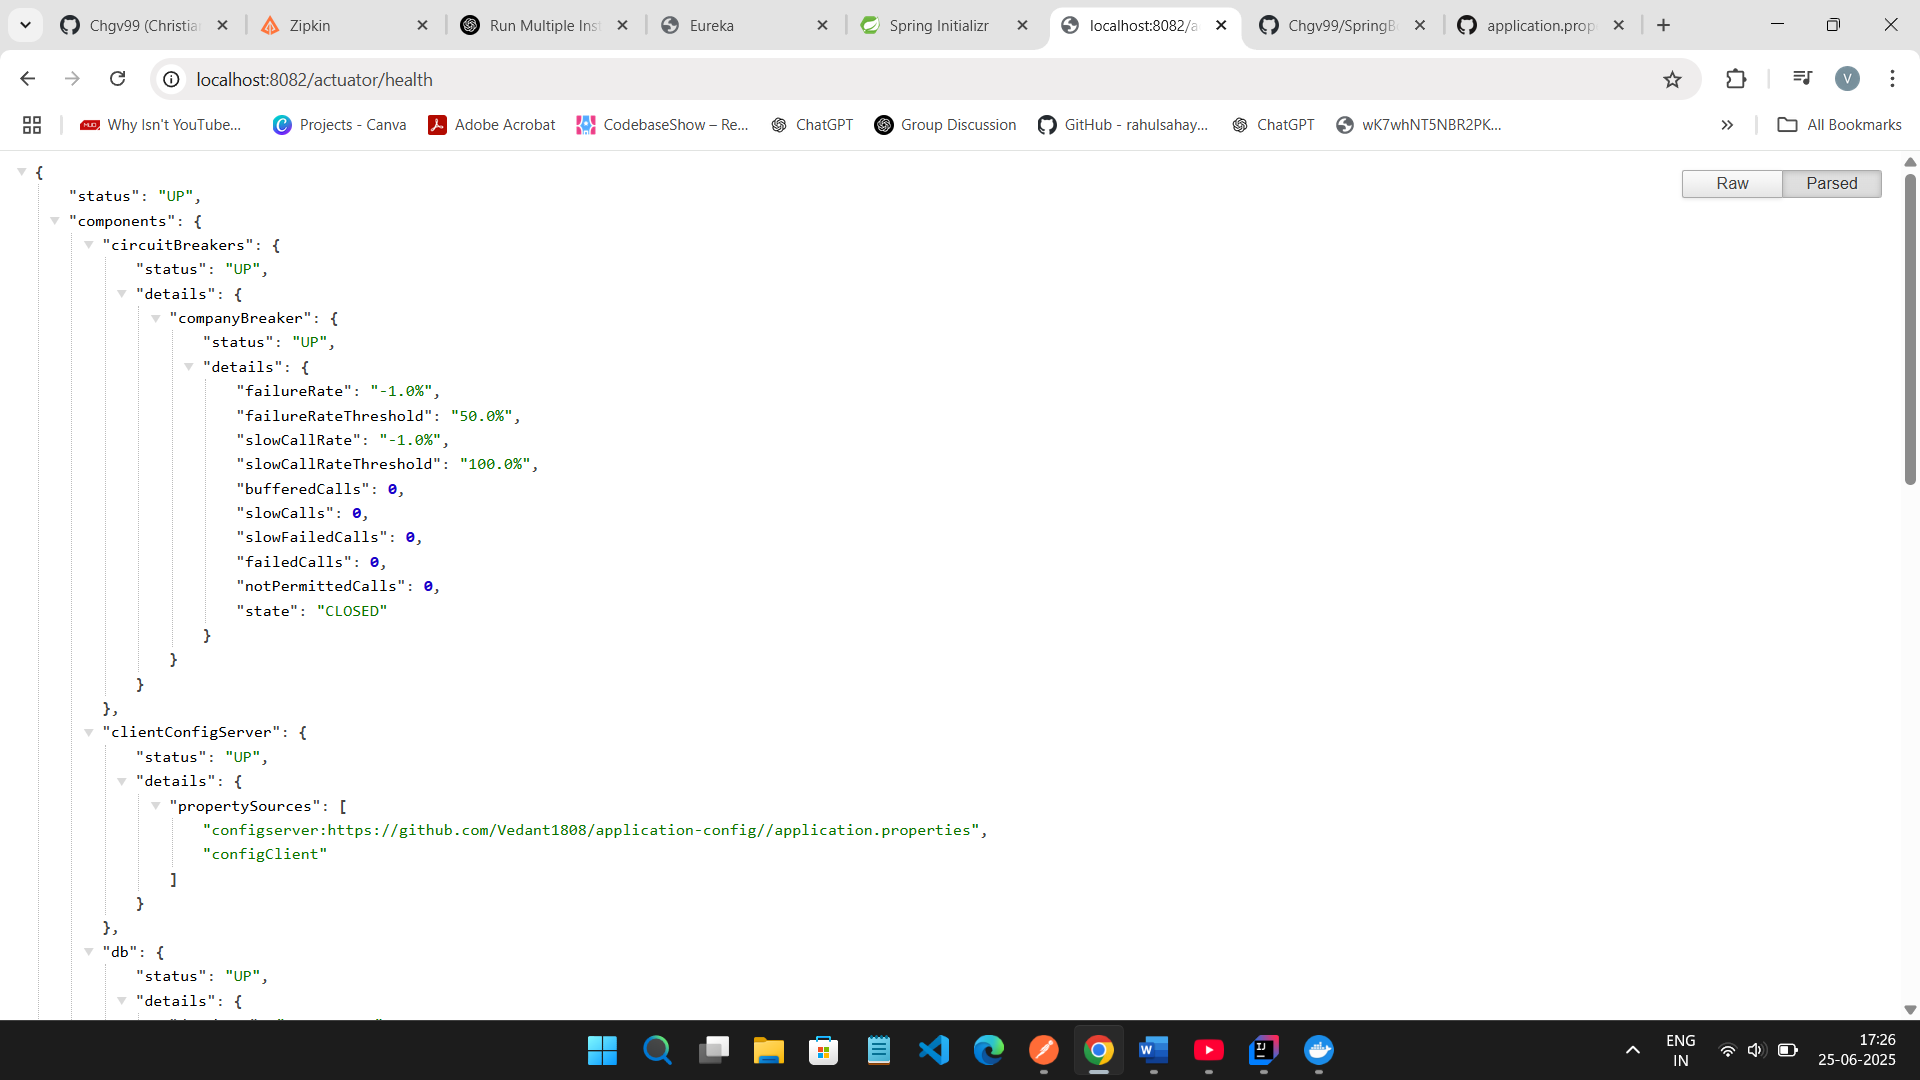 Chgv99 (Christia
Zipkin
Run Multiple Inst
Eureka
Spring Initializr
localhost:8082/a
Chgv99/SpringB
application.prop
localhost:8082/actuator/health
V
Why Isn't YouTube...
Projects - Canva
Adobe Acrobat
CodebaseShow – Re...
ChatGPT
Group Discussion
GitHub - rahulsahay...
ChatGPT
wK7whNT5NBR2PK...
All Bookmarks
Raw
Parsed
{
"status": "UP",
"components": {
"circuitBreakers": {
"status": "UP",
"details": {
"companyBreaker": {
"status": "UP",
"details": {
"failureRate": "-1.0%",
"failureRateThreshold": "50.0%",
"slowCallRate": "-1.0%",
"slowCallRateThreshold": "100.0%",
"bufferedCalls": 0,
"slowCalls": 0,
"slowFailedCalls": 0,
"failedCalls": 0,
"notPermittedCalls": 0,
"state": "CLOSED"
}
}
}
},
"clientConfigServer": {
"status": "UP",
"details": {
"propertySources": [
"configserver:https://github.com/Vedant1808/application-config//application.properties",
"configClient"
]
}
},
"db": {
"status": "UP",
"details": {
ENG
IN
17:26
25-06-2025